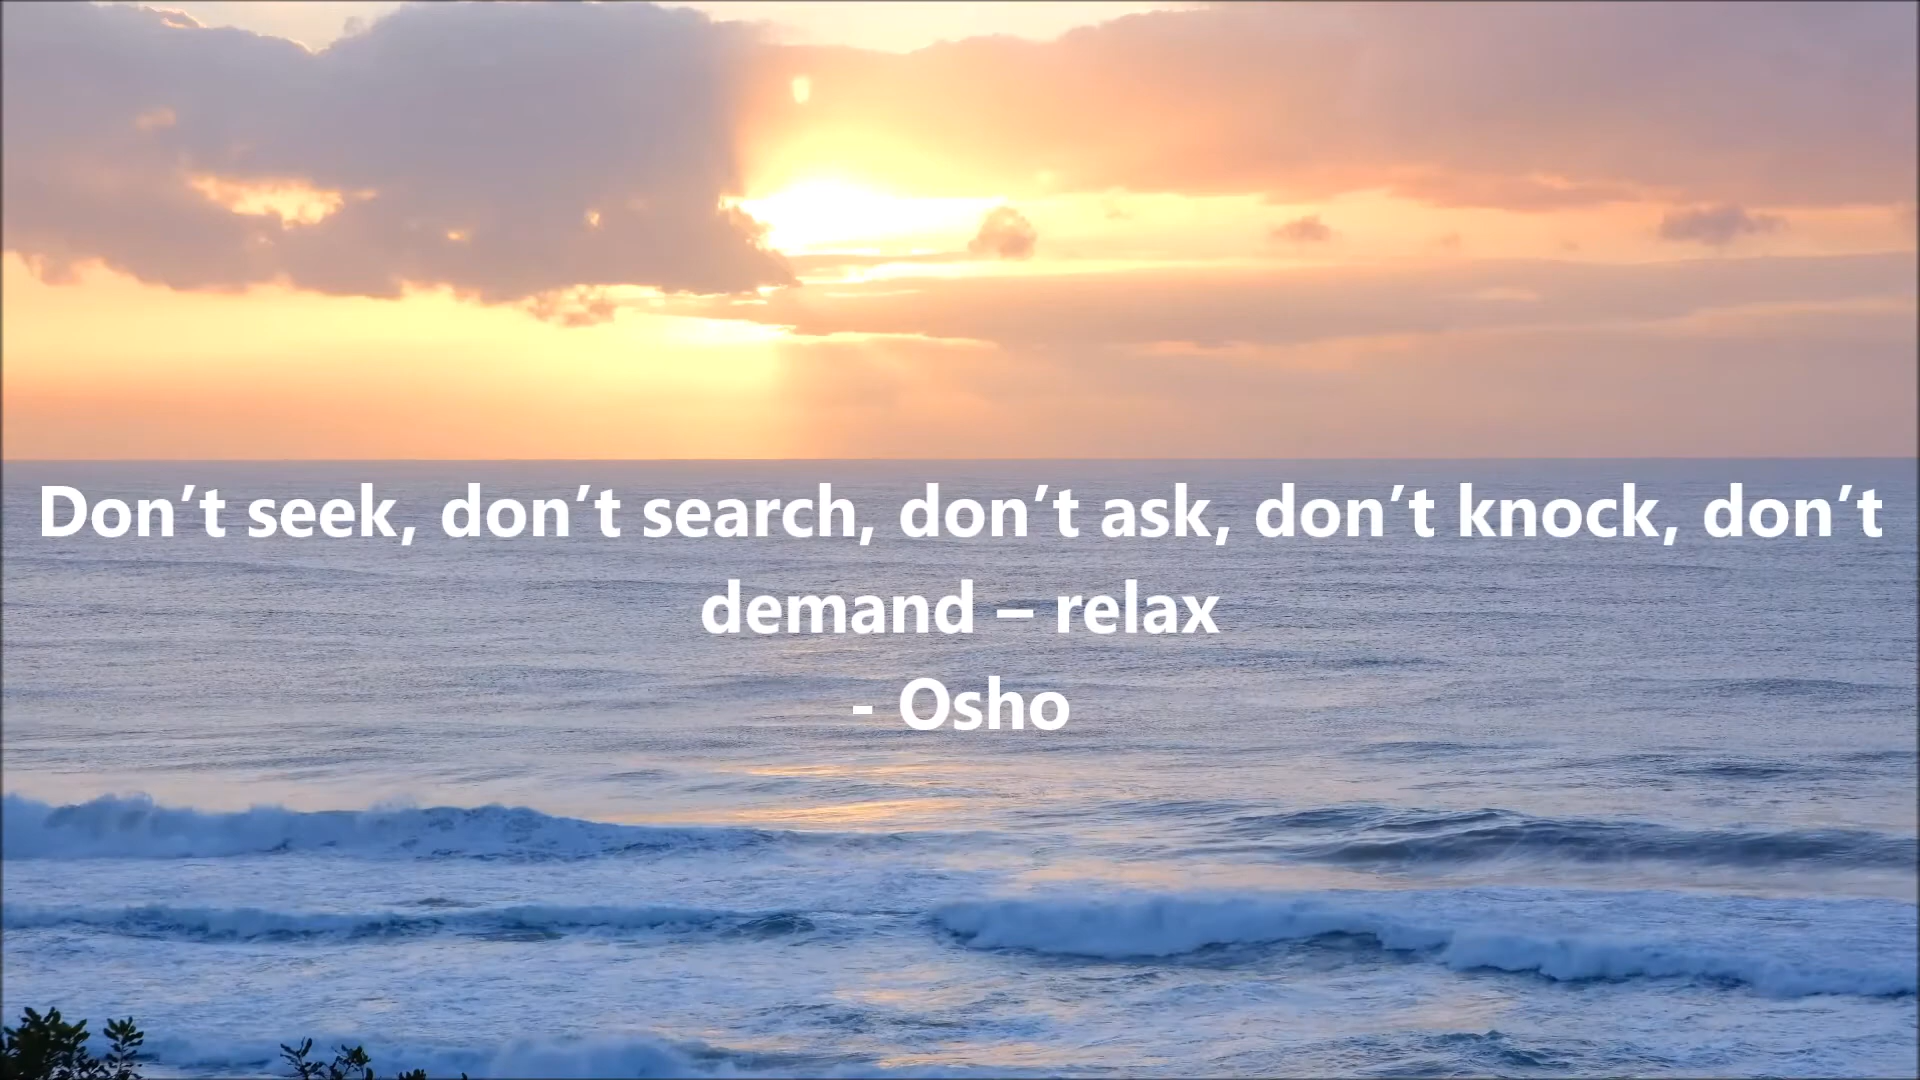 Don’t seek, don’t search, don’t ask, don’t knock, don’t
demand – relax
- Osho